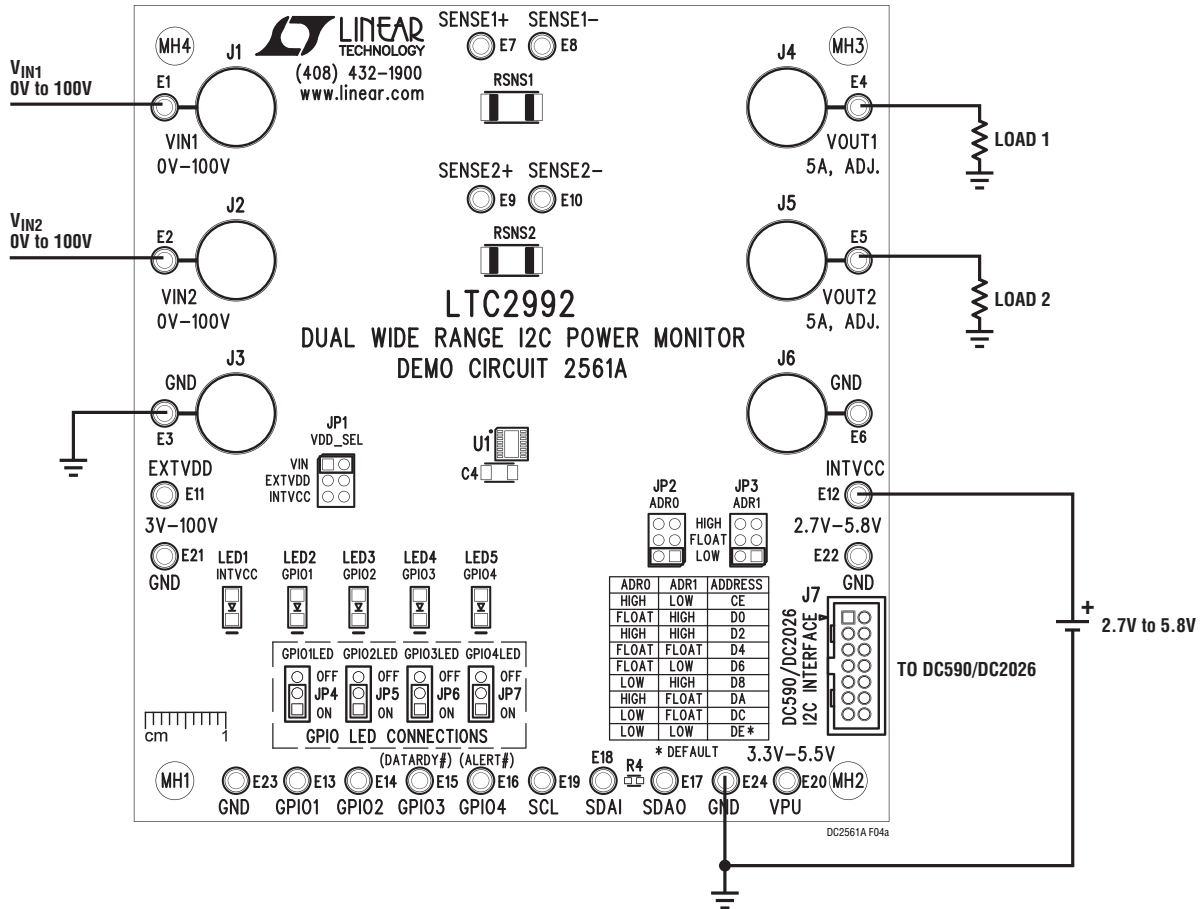 SENSE1+ SENSE1-
MH4 LINEAR TECHNOLOGY E7 E8 MH3
(408) 432-1900
www.linear.com
VIN1
0V to 100V
E1 J1 RSNS1 J4 E4
VIN1
0V-100V
VOUT1
5A, ADJ.
LOAD 1
SENSE2+ SENSE2-
E9 E10
VIN2
0V to 100V
E2 J2 RSNS2 J5 E5
VIN2
0V-100V
VOUT2
5A, ADJ.
LOAD 2
LTC2992
DUAL WIDE RANGE I2C POWER MONITOR
DEMO CIRCUIT 2561A
J3
GND
E3
J6
GND
E6
JP1
VDD_SEL
VIN
EXTVDD
INTVCC
U1
C4
EXTVDD
E11
3V-100V
E21
GND
JP2
ADR0
JP3
ADR1
HIGH
FLOAT
LOW
INTVCC
E12
2.7V-5.8V
E22
GND
LED1 LED2 LED3 LED4 LED5
INTVCC GPIO1 GPIO2 GPIO3 GPIO4
ADR0 ADR1 ADDRESS
HIGH LOW CE
FLOAT HIGH D0
HIGH HIGH D2
FLOAT FLOAT D4
FLOAT LOW D6
LOW HIGH D8
HIGH FLOAT DA
LOW FLOAT DC
LOW LOW DE*
* DEFAULT
J7
DC590/DC2026
I2C INTERFACE
TO DC590/DC2026
+
2.7V to 5.8V
GPIO1LED GPIO2LED GPIO3LED GPIO4LED
OFF OFF OFF OFF
JP4 JP5 JP6 JP7
ON ON ON ON
GPIO LED CONNECTIONS
cm 1
(DATARDY#) (ALERT#)
3.3V-5.5V
MH1 E23 E13 E14 E15 E16 E19 E18 R4 E17 E24 E20 MH2
GND GPIO1 GPIO2 GPIO3 GPIO4 SCL SDAI SDAO GND VPU
DC2561A F04a